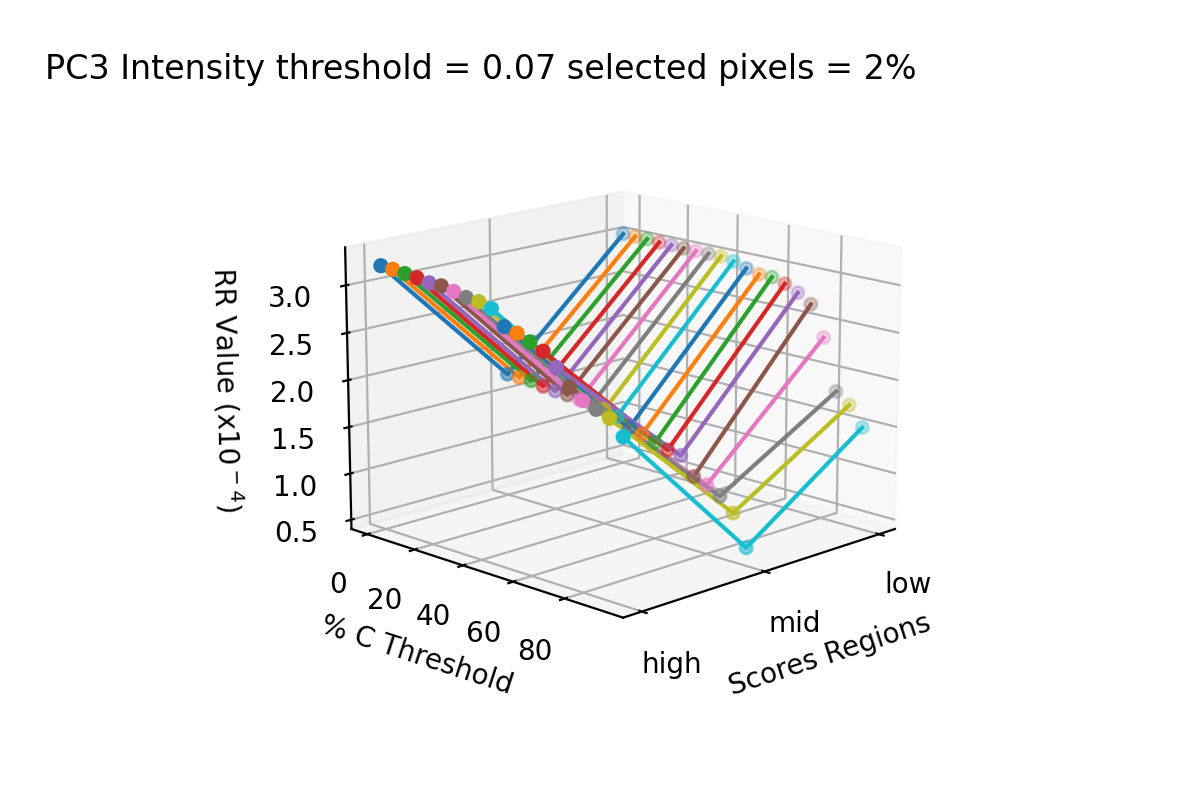 PC3 Intensity threshold = 0.07 selected pixels = 2%
RR Value (x10⁻⁴)
3.0
2.5
2.0
1.5
1.0
0.5
0
20
40
60
80
% C Threshold
high
mid
low
Scores Regions